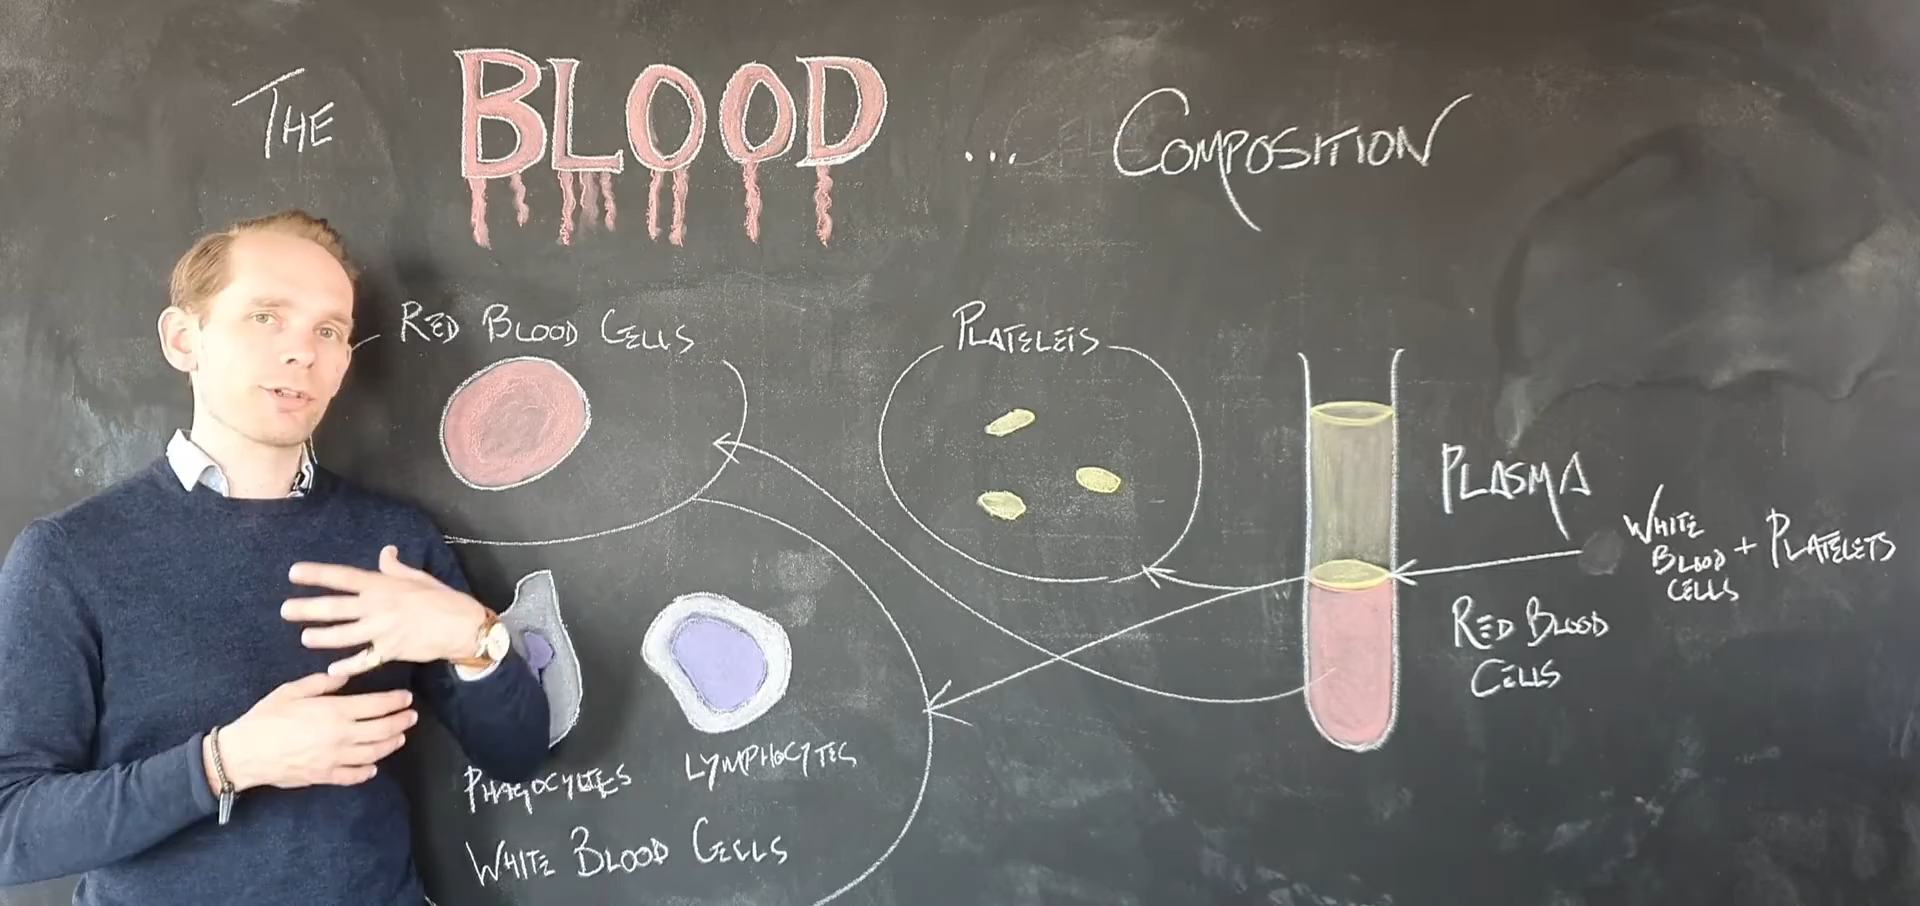 THE BLOOD ... COMPOSITION
RED BLOOD CELLS
PLATELETS
PLASMA
WHITE
BLOOD
CELLS
+ PLATELETS
RED BLOOD
CELLS
PHAGOCYTES
LYMPHOCYTES
WHITE BLOOD CELLS